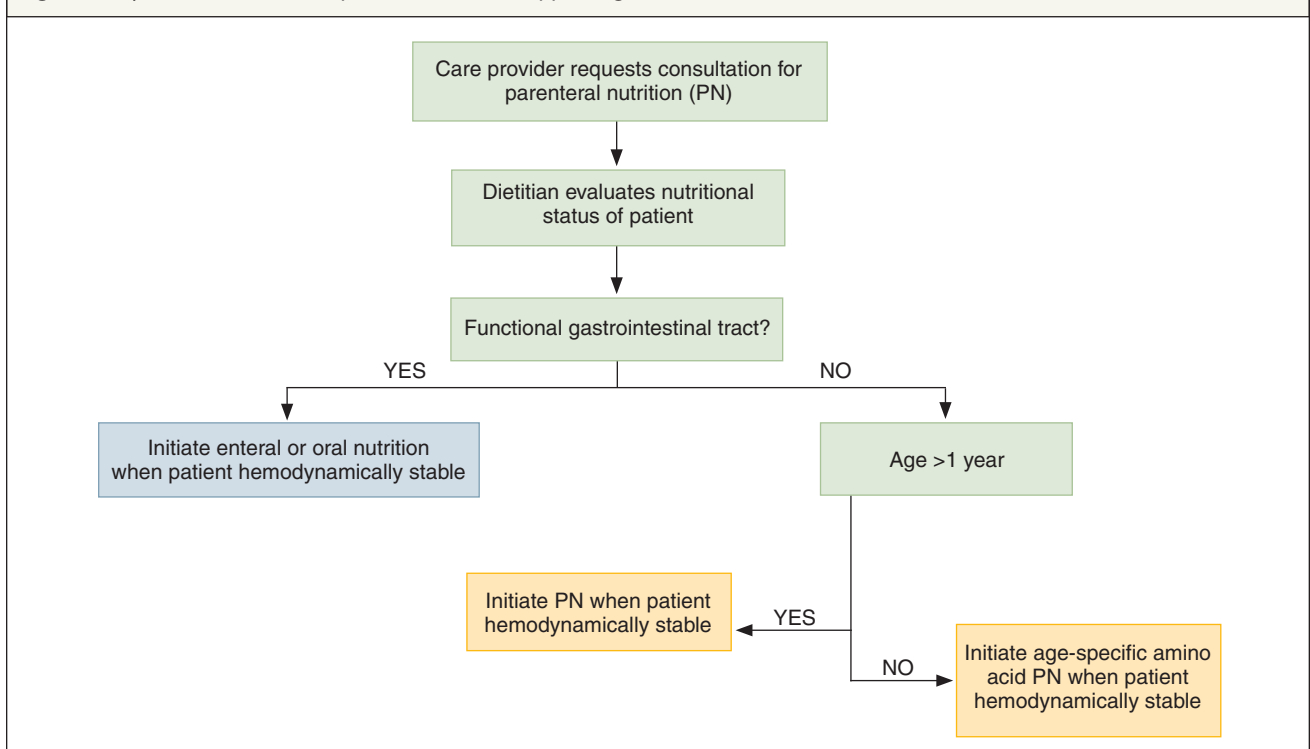 Care provider requests consultation for
parenteral nutrition (PN)
Dietitian evaluates nutritional
status of patient
Functional gastrointestinal tract?
YES
NO
Initiate enteral or oral nutrition
when patient hemodynamically stable
Age >1 year
Initiate PN when patient
hemodynamically stable
YES
NO
Initiate age-specific amino
acid PN when patient
hemodynamically stable